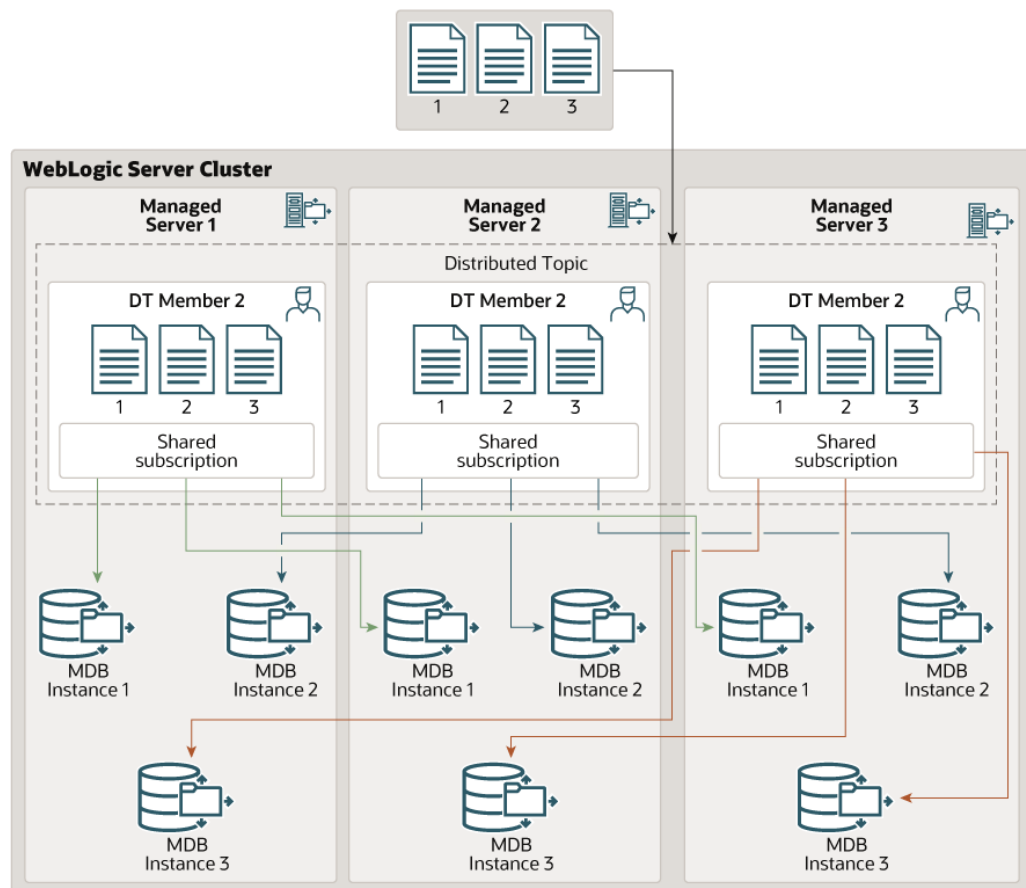 1 2 3
WebLogic Server Cluster
Managed
Server 1
Managed
Server 2
Managed
Server 3
Distributed Topic
DT Member 2
1 2 3
Shared
subscription
DT Member 2
1 2 3
Shared
subscription
DT Member 2
1 2 3
Shared
subscription
MDB
Instance 1
MDB
Instance 2
MDB
Instance 1
MDB
Instance 2
MDB
Instance 1
MDB
Instance 2
MDB
Instance 3
MDB
Instance 3
MDB
Instance 3